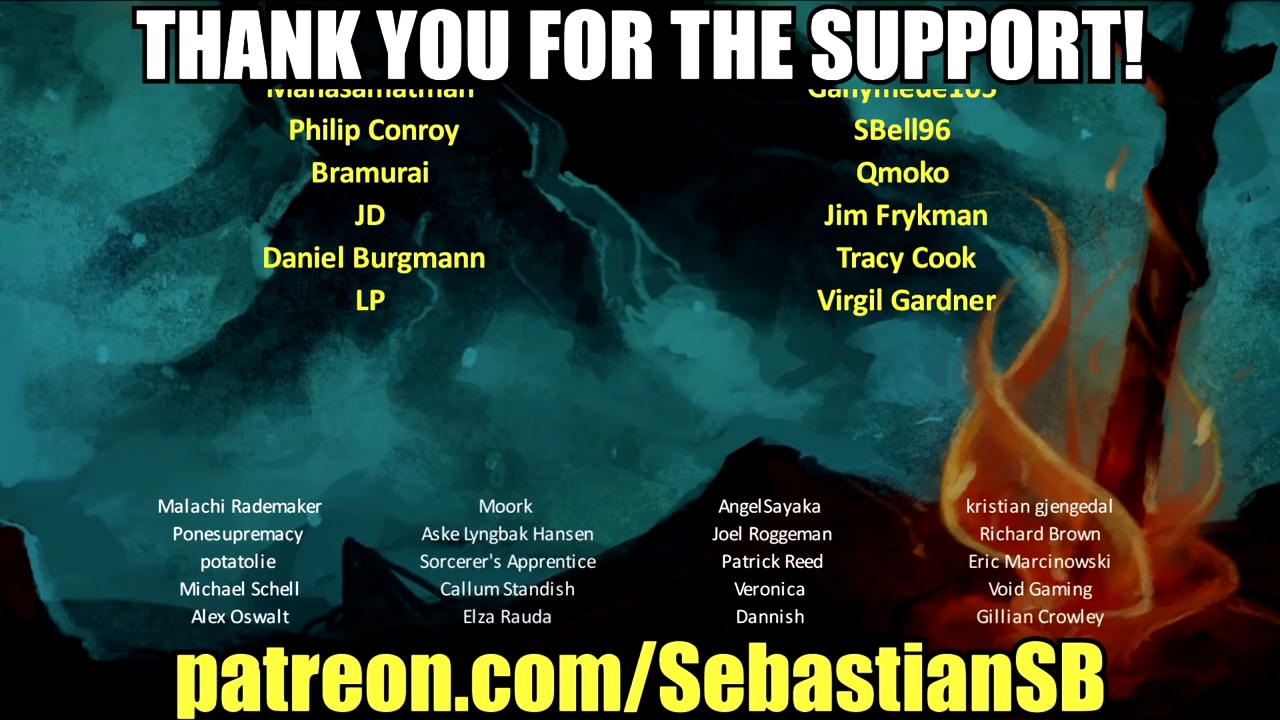 THANK YOU FOR THE SUPPORT!
Manasamatman
Ganymede105
Philip Conroy
SBell96
Bramurai
Qmoko
JD
Jim Frykman
Daniel Burgmann
Tracy Cook
LP
Virgil Gardner
Malachi Rademaker
Moork
AngelSayaka
kristian gjengedal
Ponesupremacy
Aske Lyngbak Hansen
Joel Roggeman
Richard Brown
potatolie
Sorcerer's Apprentice
Patrick Reed
Eric Marcinowski
Michael Schell
Callum Standish
Veronica
Void Gaming
Alex Oswalt
Elza Rauda
Dannish
Gillian Crowley
patreon.com/SebastianSB